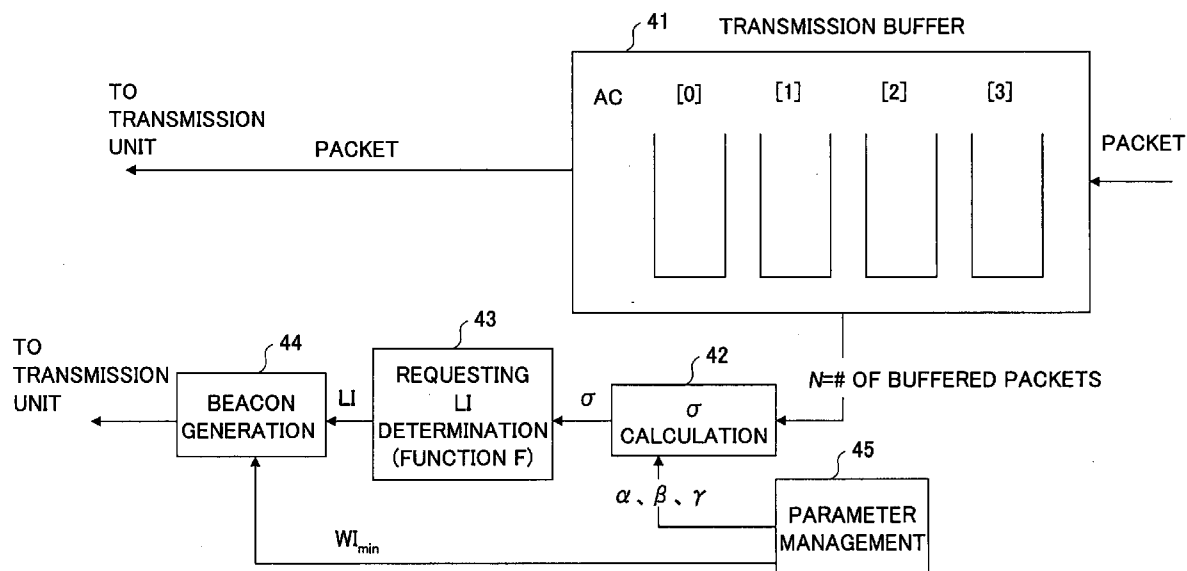 41
TRANSMISSION BUFFER
TO
TRANSMISSION
UNIT
AC [0] [1] [2] [3]
PACKET
PACKET
43
42
44
TO
TRANSMISSION
UNIT
N=# OF BUFFERED PACKETS
REQUESTING
LI
DETERMINATION
(FUNCTION F)
BEACON
GENERATION
LI
σ
σ
CALCULATION
45
α、β、γ
PARAMETER
MANAGEMENT
WImin